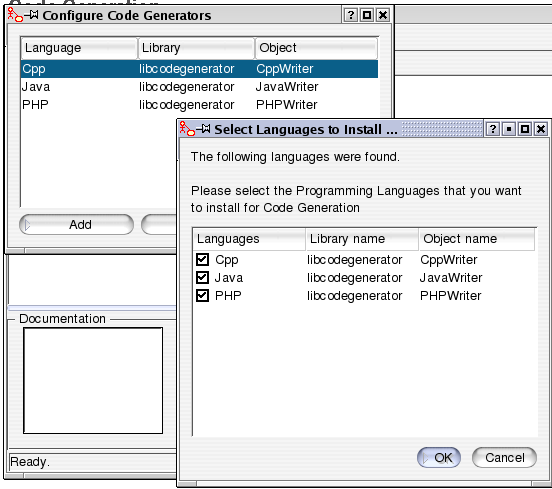 Code Generation
Configure Code Generators
Language Library Object
Cpp libcodegenerator CppWriter
Java libcodegenerator JavaWriter
PHP libcodegenerator PHPWriter
Add
Select Languages to Install ...
The following languages were found.
Please select the Programming Languages that you want
to install for Code Generation
Languages Library name Object name
Cpp libcodegenerator CppWriter
Java libcodegenerator JavaWriter
PHP libcodegenerator PHPWriter
OK Cancel
Documentation
Ready.